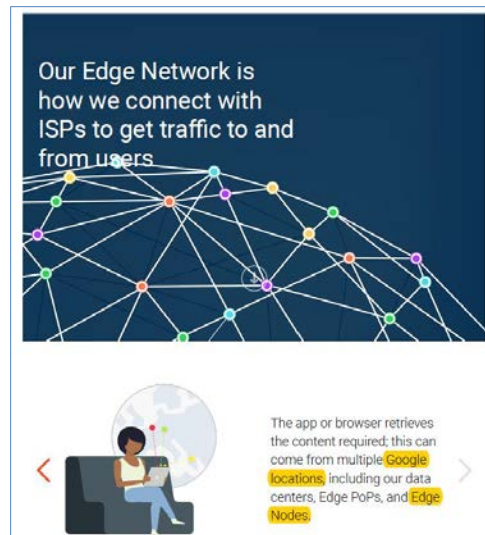 Our Edge Network is
how we connect with
ISPs to get traffic to and
from users
The app or browser retrieves
the content required; this can
come from multiple Google
locations, including our data
centers, Edge PoPs, and Edge
Nodes.